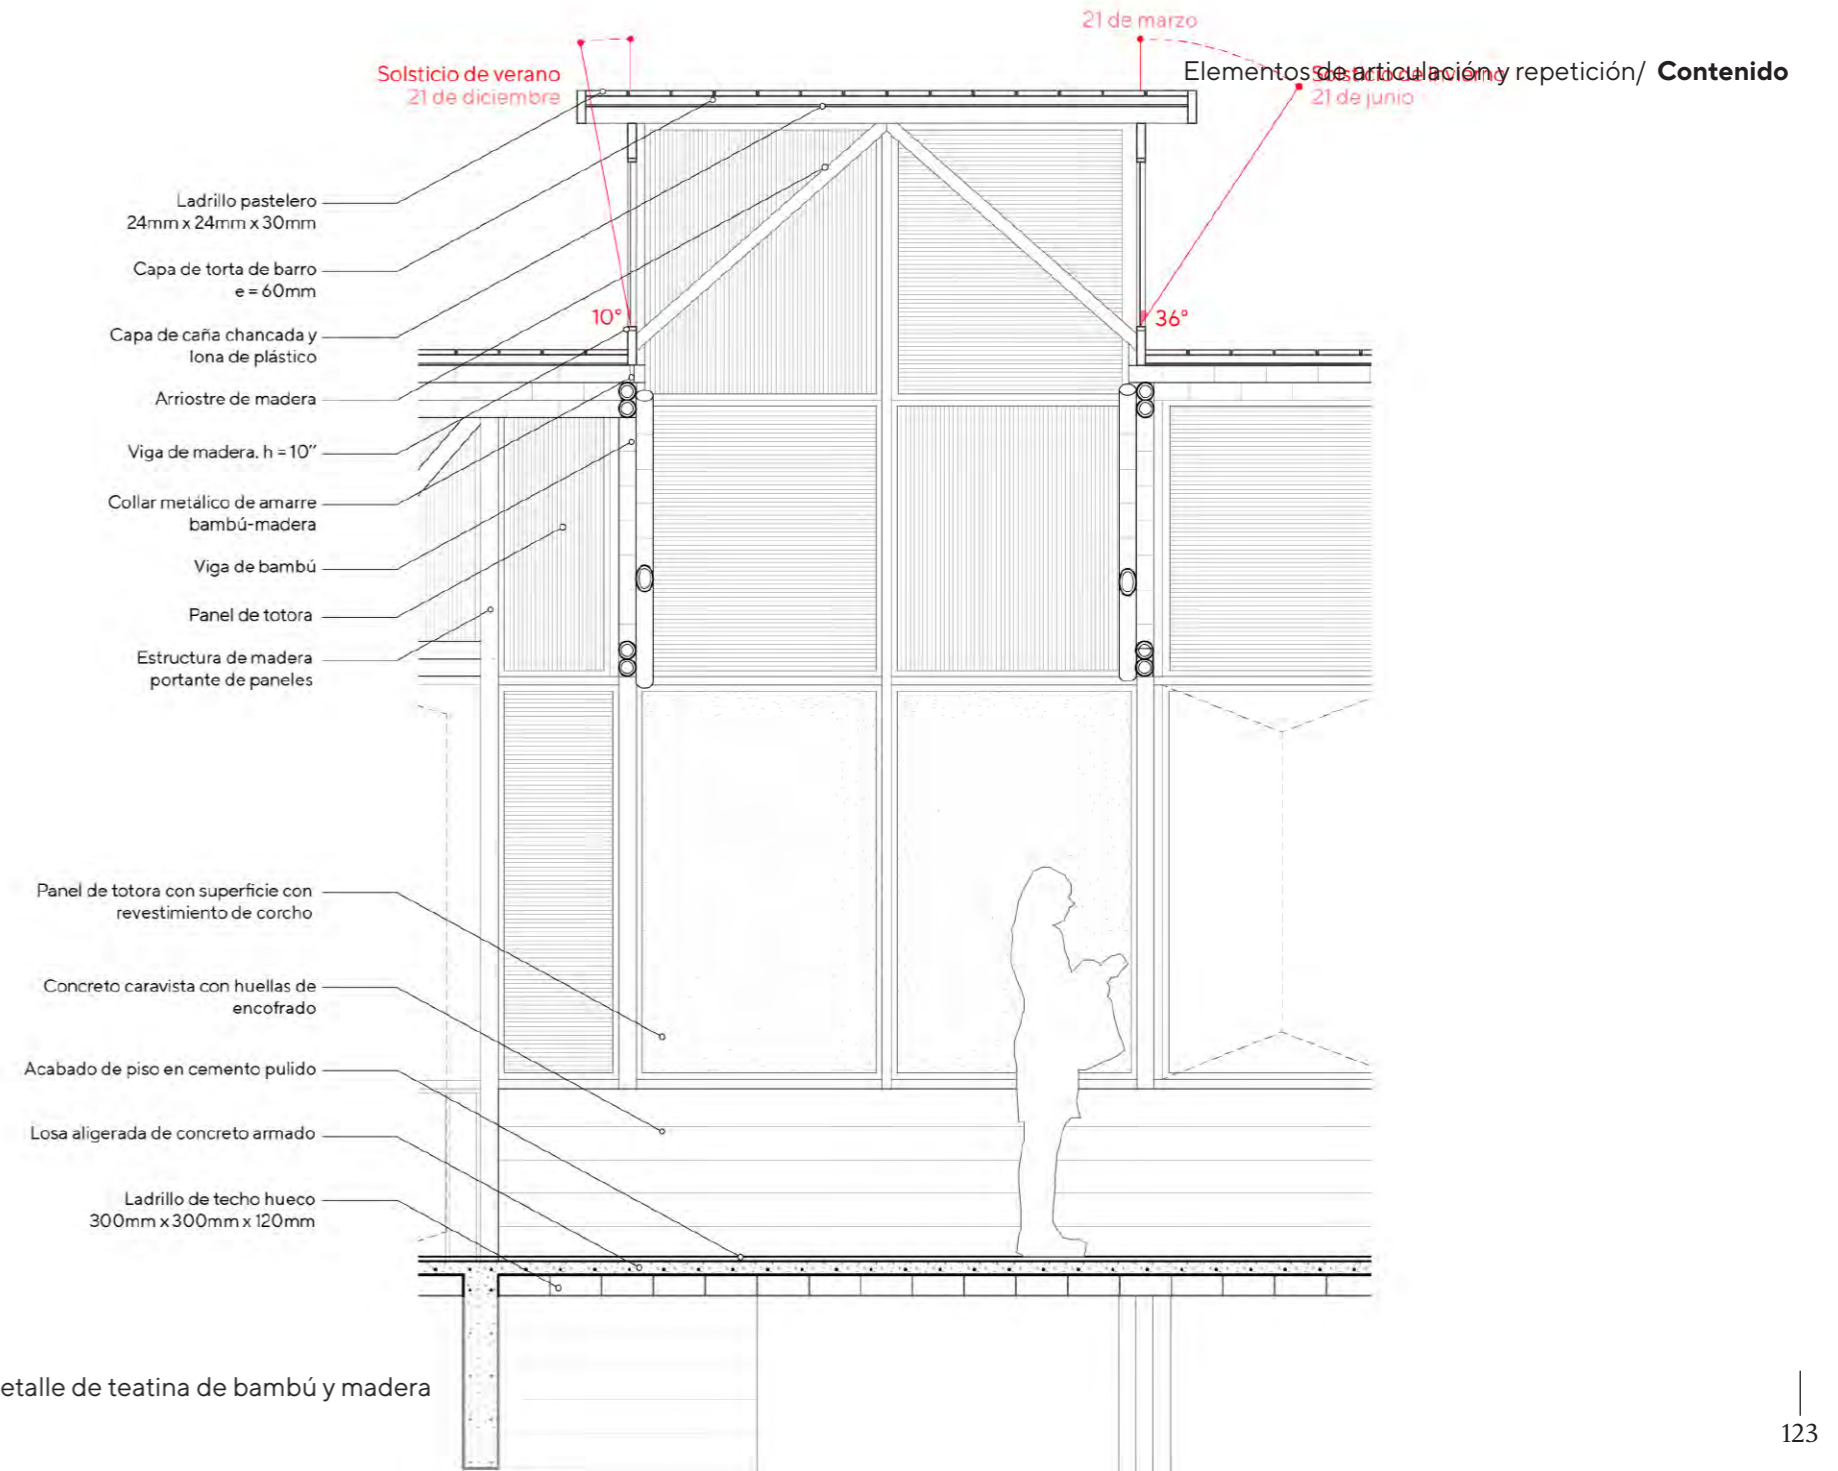 21 de marzo
Elementos de articulación y repetición/ Contenido
Solsticio de verano
21 de diciembre
Solsticio de invierno
21 de junio
Ladrillo pastelero
24mm x 24mm x 30mm
Capa de torta de barro
e = 60mm
Capa de caña chancada y
lona de plástico
10°
36°
Arriostre de madera
Viga de madera. h = 10’’
Collar metálico de amarre
bambú-madera
Viga de bambú
Panel de totora
Estructura de madera
portante de paneles
Panel de totora con superficie con
revestimiento de corcho
Concreto caravista con huellas de
encofrado
Acabado de piso en cemento pulido
Losa aligerada de concreto armado
Ladrillo de techo hueco
300mm x 300mm x 120mm
etalle de teatina de bambú y madera
123